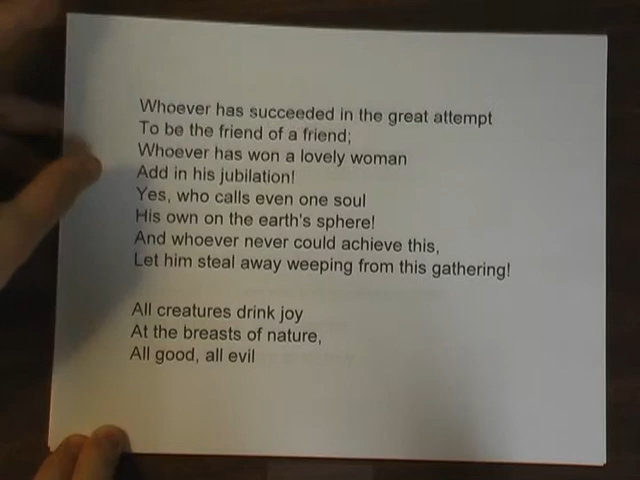 Whoever has succeeded in the great attempt
To be the friend of a friend;
Whoever has won a lovely woman
Add in his jubilation!
Yes, who calls even one soul
His own on the earth's sphere!
And whoever never could achieve this,
Let him steal away weeping from this gathering!
All creatures drink joy
At the breasts of nature,
All good, all evil